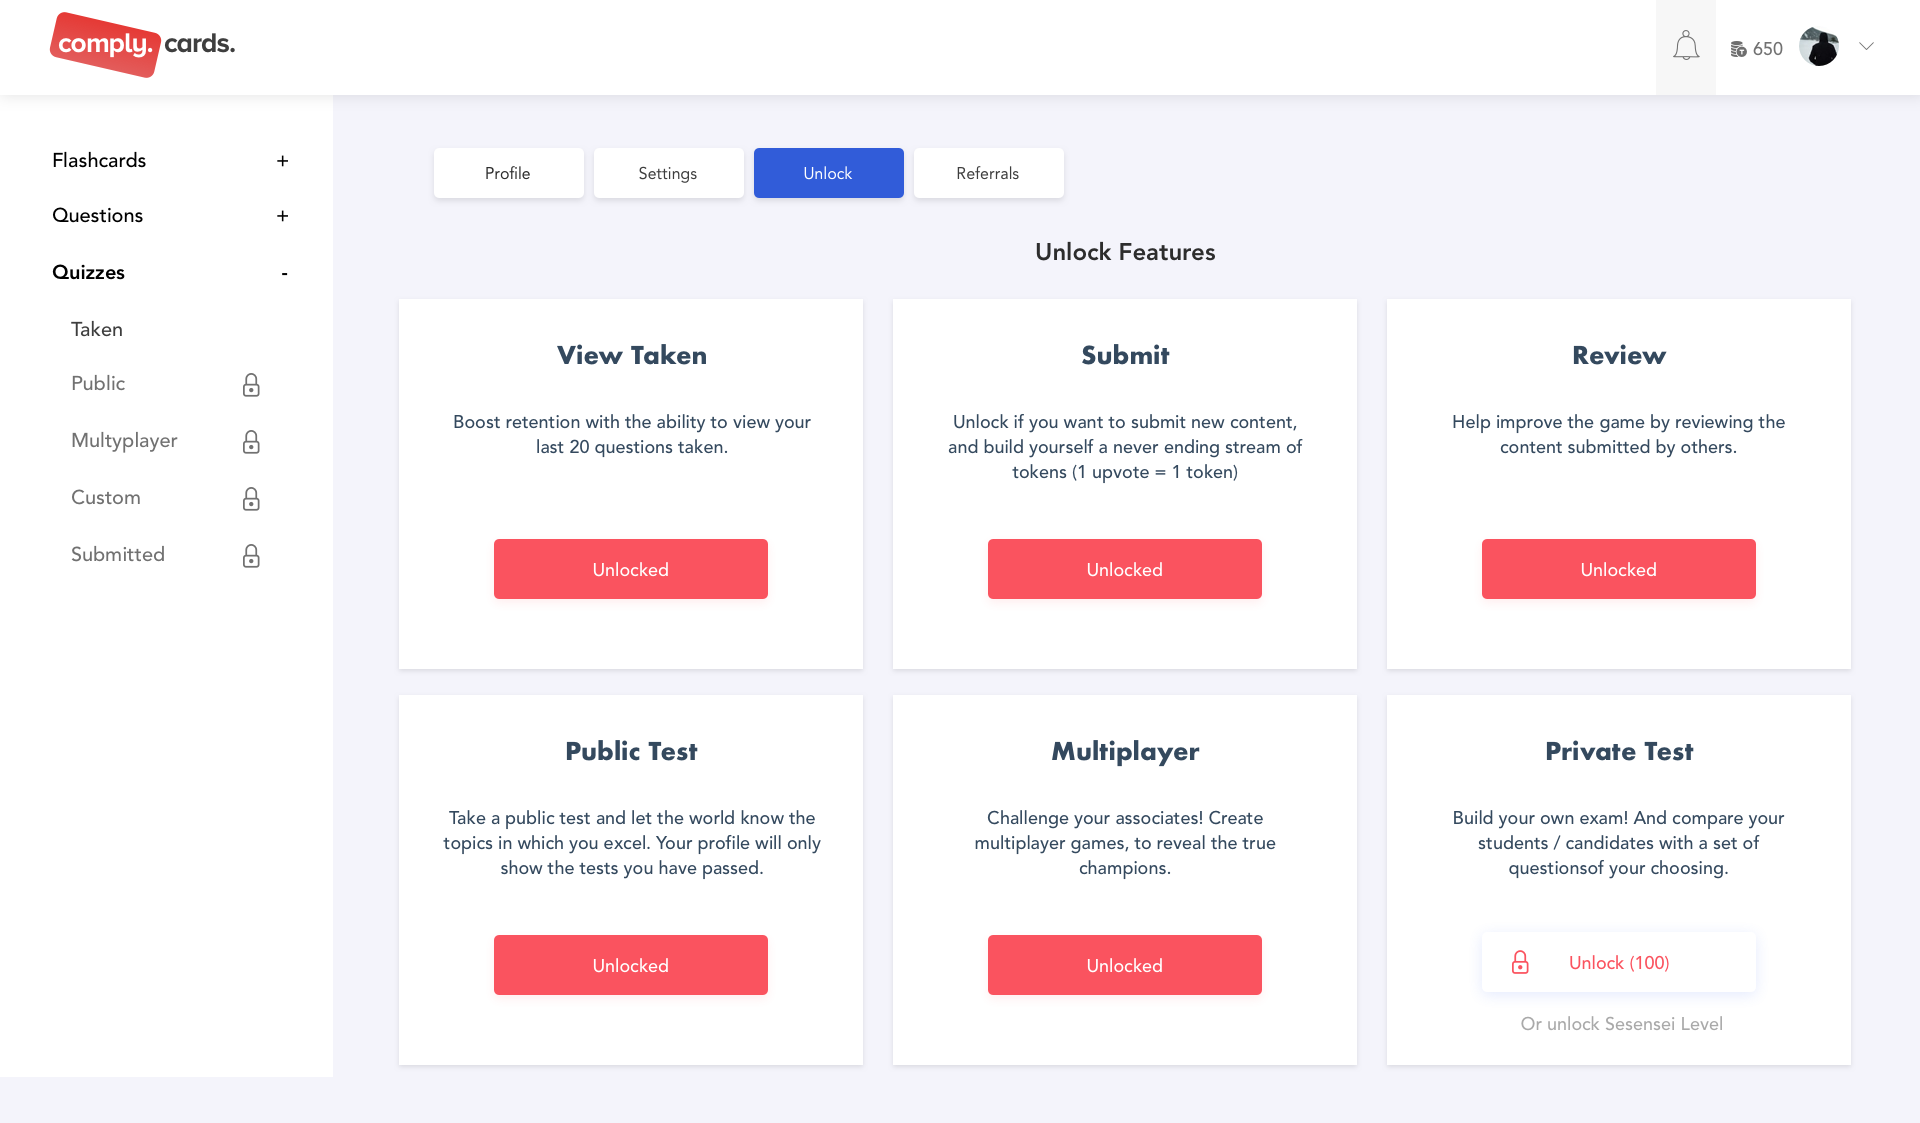 comply. cards.
650
Flashcards +
Questions +
Quizzes -
Taken
Public
Multyplayer
Custom
Submitted
Profile
Settings
Unlock
Referrals
Unlock Features
View Taken
Boost retention with the ability to view your
last 20 questions taken.
Unlocked
Submit
Unlock if you want to submit new content,
and build yourself a never ending stream of
tokens (1 upvote = 1 token)
Unlocked
Review
Help improve the game by reviewing the
content submitted by others.
Unlocked
Public Test
Take a public test and let the world know the
topics in which you excel. Your profile will only
show the tests you have passed.
Unlocked
Multiplayer
Challenge your associates! Create
multiplayer games, to reveal the true
champions.
Unlocked
Private Test
Build your own exam! And compare your
students / candidates with a set of
questionsof your choosing.
Unlock (100)
Or unlock Sesensei Level